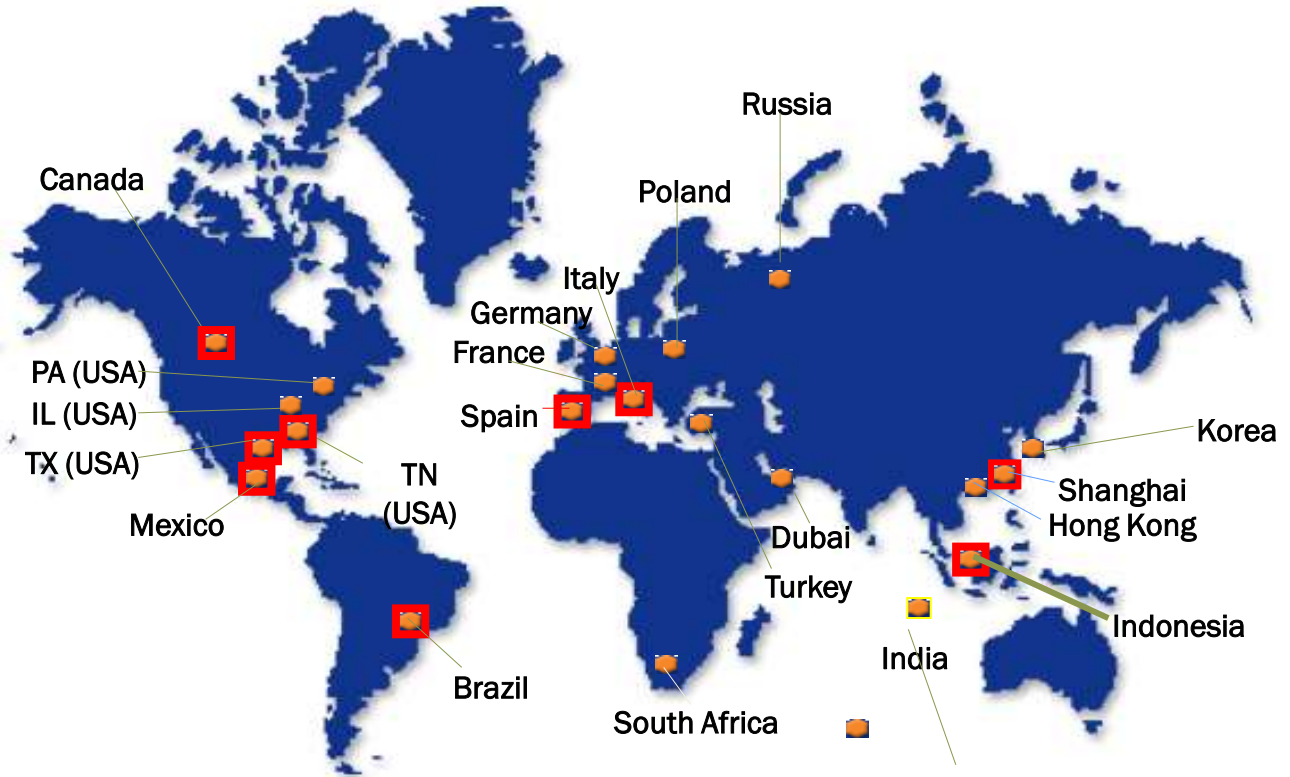 Russia
Canada
Poland
Italy
Germany
France
PA (USA)
IL (USA)
Spain
TX (USA)
TN
(USA)
Korea
Shanghai
Hong Kong
Mexico
Dubai
Turkey
Indonesia
India
Brazil
South Africa